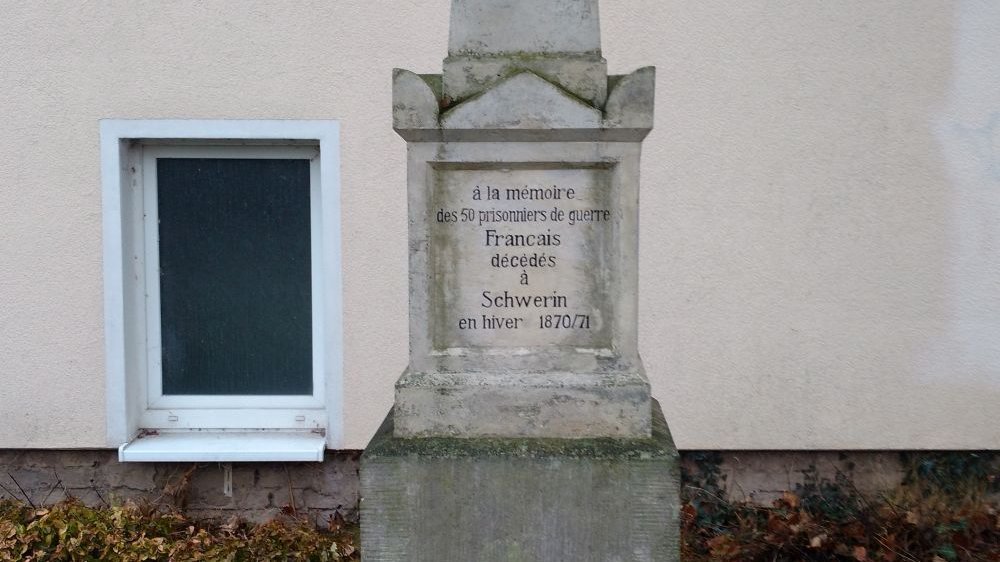 à la mémoire
des 50 prisonniers de guerre
Francais
décédés
à
Schwerin
en hiver 1870/71